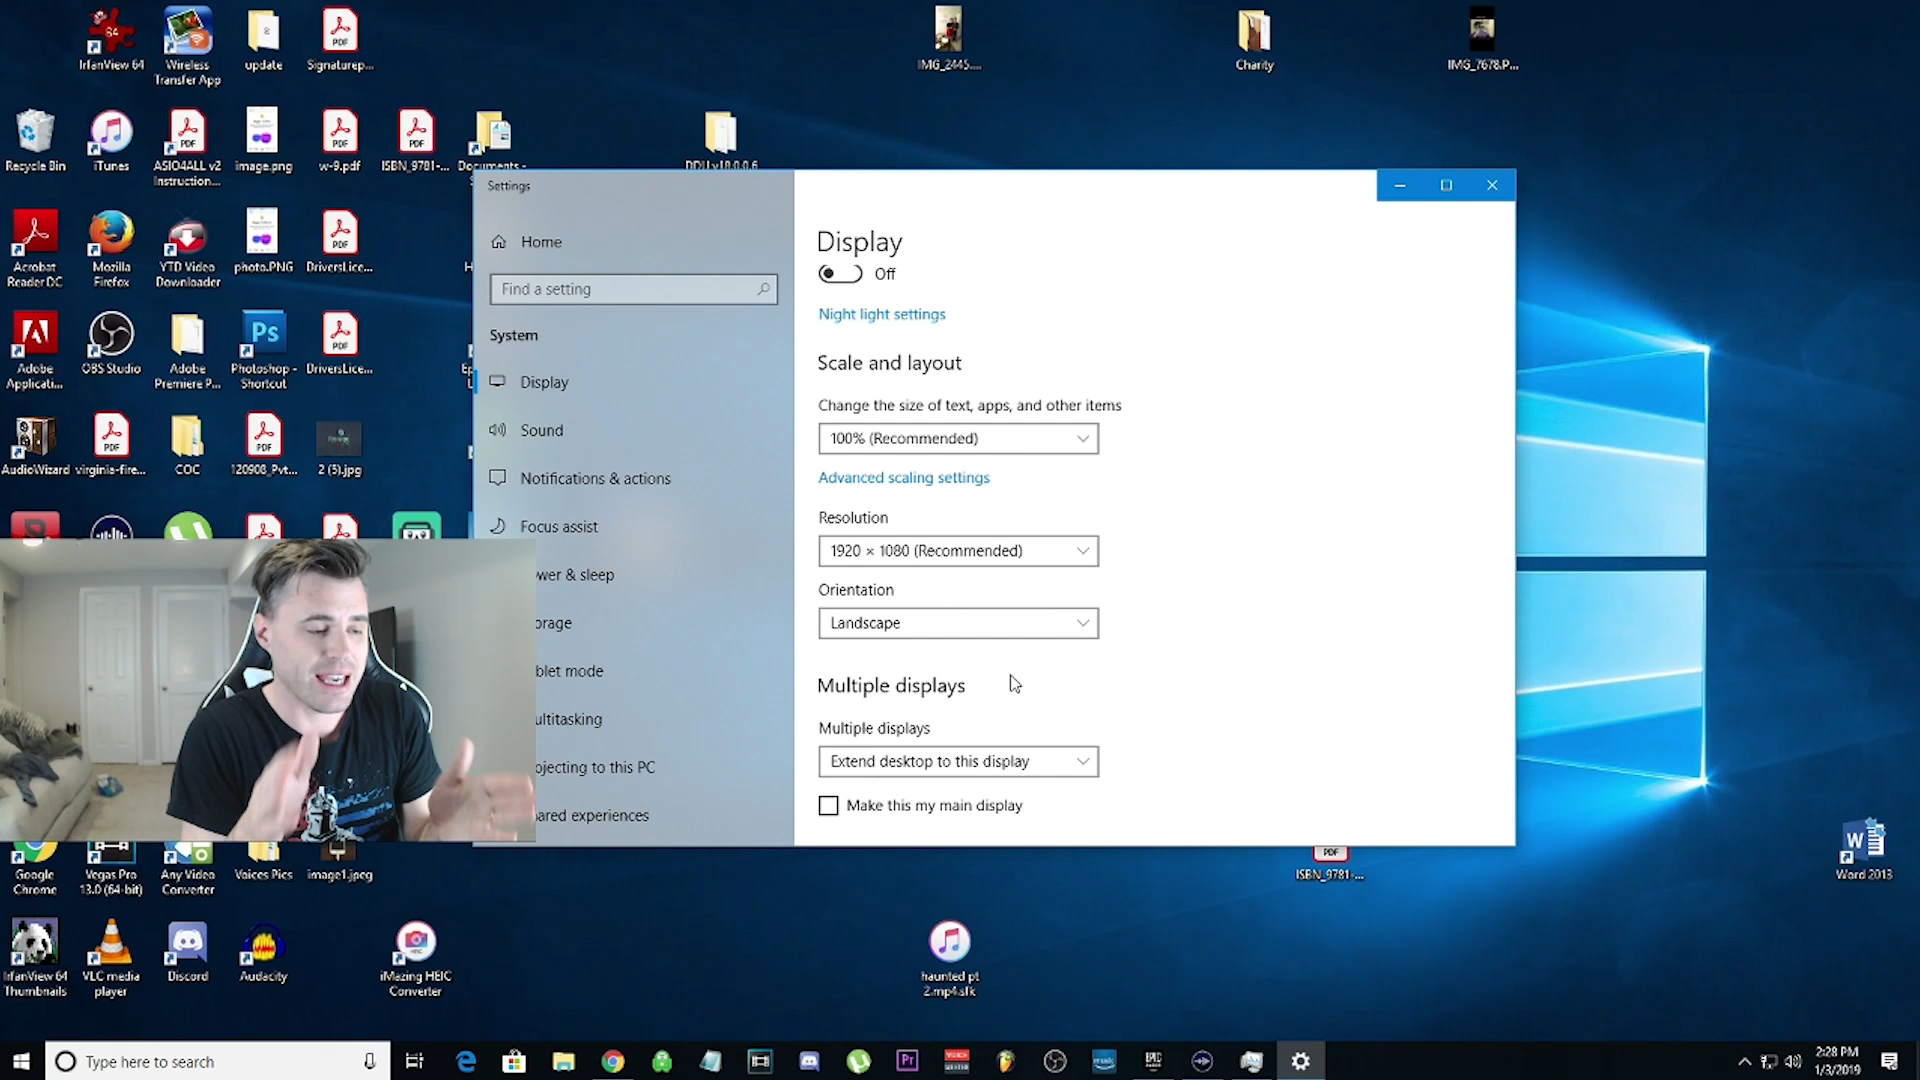 IrfanView 64
Wireless
Transfer App
update
Signaturep...
IMG_2445....
Charity
IMG_7678.P...
Recycle Bin
iTunes
ASIO4ALL v2
Instruction...
image.png
w-9.pdf
ISBN_9781-...
Documents -
DDU v18.0.0.6
Acrobat
Reader DC
Mozilla
Firefox
YTD Video
Downloader
photo.PNG
DriversLice...
Adobe
Applicati...
OBS Studio
Adobe
Premiere P...
Photoshop -
Shortcut
DriversLice...
AudioWizard
virginia-fire...
COC
120908_Pvt...
2 (5).jpg
Settings
Home
Find a setting
System
Display
Sound
Notifications & actions
Focus assist
ower & sleep
orage
blet mode
ultitasking
ojecting to this PC
hared experiences
Display
Off
Night light settings
Scale and layout
Change the size of text, apps, and other items
100% (Recommended)
Advanced scaling settings
Resolution
1920 × 1080 (Recommended)
Orientation
Landscape
Multiple displays
Multiple displays
Extend desktop to this display
Make this my main display
Google
Chrome
Vegas Pro
13.0 (64-bit)
Any Video
Converter
Voices Pics
image1.jpeg
ISBN_9781-...
Word 2013
IrfanView 64
Thumbnails
VLC media
player
Discord
Audacity
iMazing HEIC
Converter
haunted pt
2.mp4.sfk
Type here to search
2:28 PM
1/3/2019